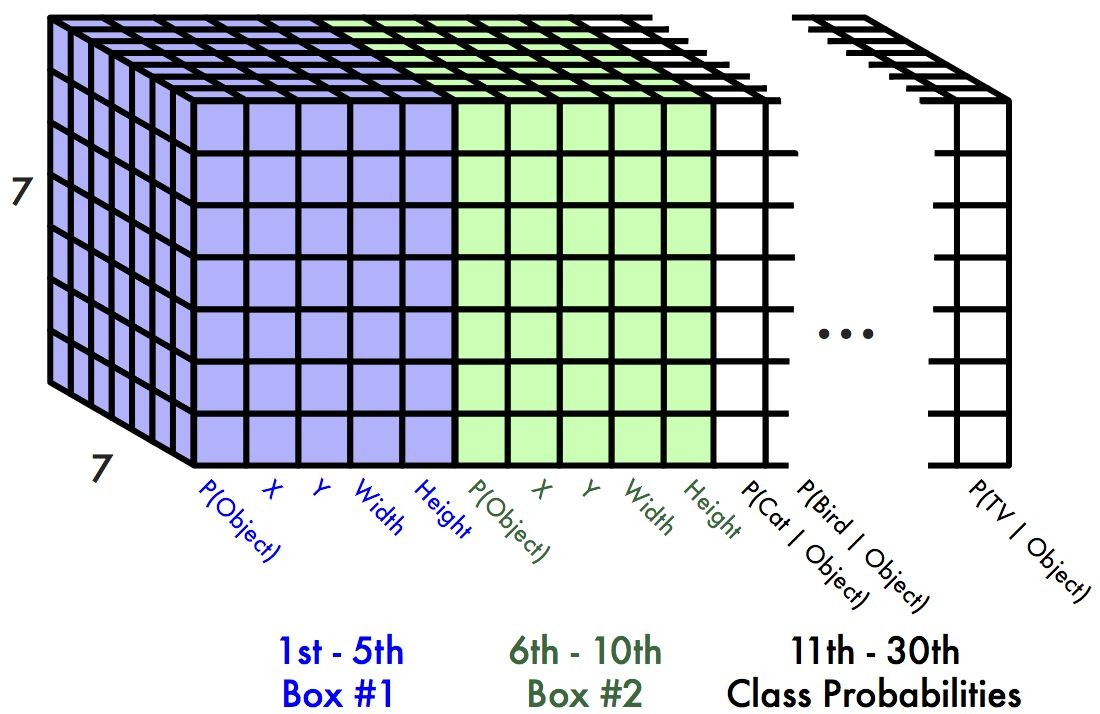 7
7
P(Object)
X
Y
Width
Height
P(Object)
X
Y
Width
Height
P(Cat | Object)
P(Bird | Object)
...
P(TV | Object)
1st - 5th
Box #1
6th - 10th
Box #2
11th - 30th
Class Probabilities